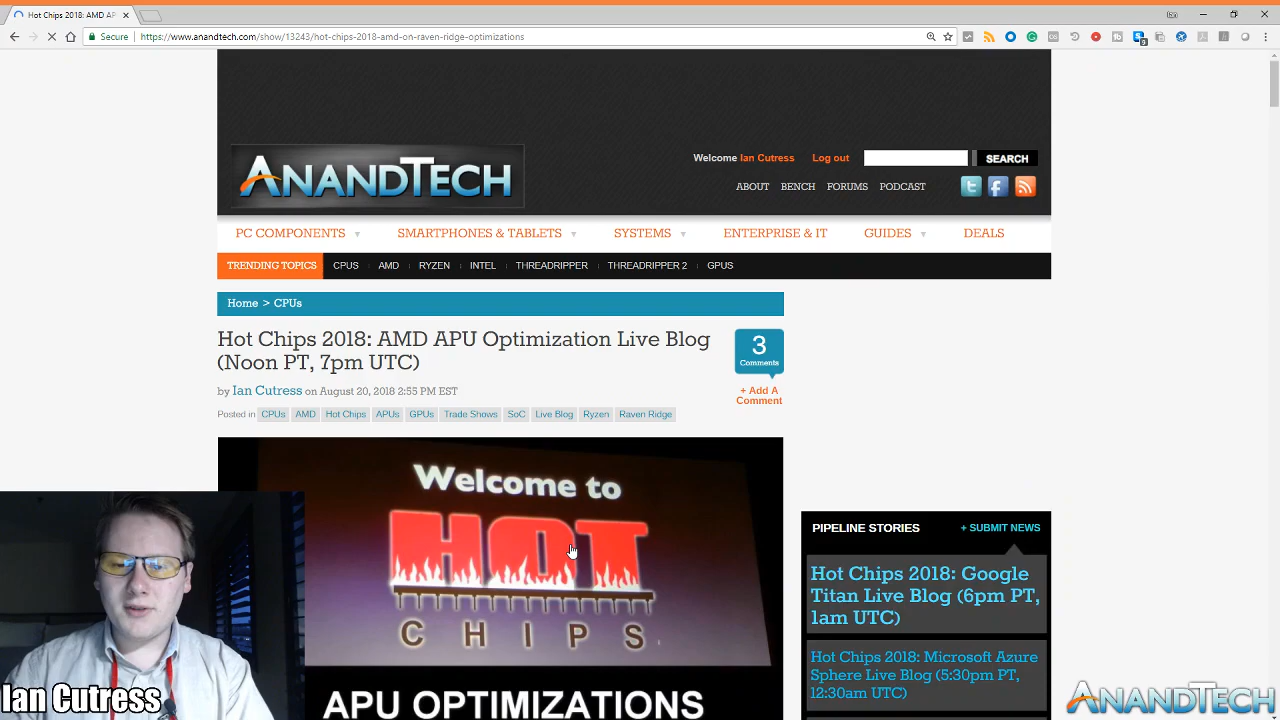 Hot Chips 2018: AMD AP
Secure
https://www.anandtech.com/show/13243/hot-chips-2018-amd-on-raven-ridge-optimizations
9
ANANDTECH
Welcome Ian Cutress Log out SEARCH
ABOUT BENCH FORUMS PODCAST
PC COMPONENTS SMARTPHONES & TABLETS SYSTEMS ENTERPRISE & IT GUIDES DEALS
TRENDING TOPICS CPUS AMD RYZEN INTEL THREADRIPPER THREADRIPPER 2 GPUS
Home > CPUs
Hot Chips 2018: AMD APU Optimization Live Blog
(Noon PT, 7pm UTC)
by Ian Cutress on August 20, 2018 2:55 PM EST
Posted in CPUs AMD Hot Chips APUs GPUs Trade Shows SoC Live Blog Ryzen Raven Ridge
3
Comments
+ Add A
Comment
Welcome to
HOT
CHIPS
APU OPTIMIZATIONS
PIPELINE STORIES + SUBMIT NEWS
Hot Chips 2018: Google
Titan Live Blog (6pm PT,
1am UTC)
Hot Chips 2018: Microsoft Azure
Sphere Live Blog (5:30pm PT,
12:30am UTC)
Ian Cutress
ANANDTECH